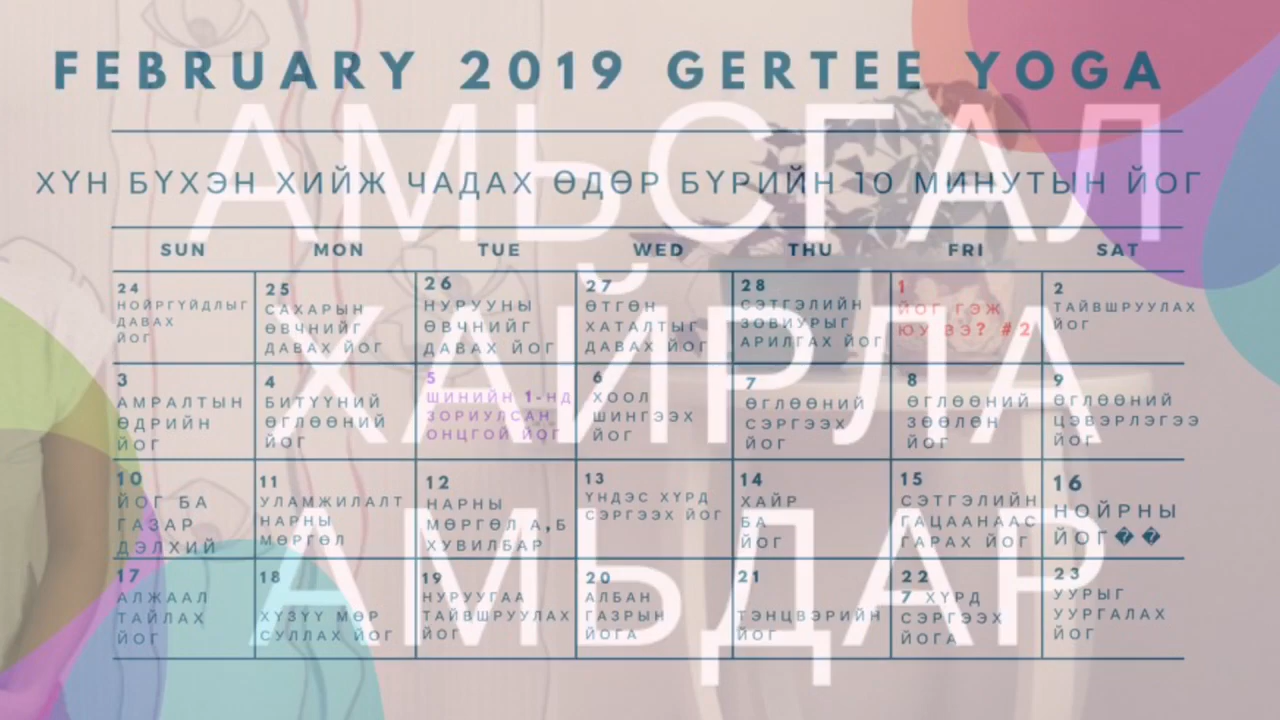 FEBRUARY 2019 GERTEE YOGA
АМЬСГАЛ
ХҮН БҮХЭН ХИЙЖ ЧАДАХ ӨДӨР БҮРИЙН 10 МИНУТЫН ЙОГ
SUN MON TUE WED THU FRI SAT
ХАЙРЛА
АМЬДАР
24
НОЙРГҮЙДЛЫГ
ДАВАХ
ЙОГ
25
САХАРЫН
ӨВЧНИЙГ
ДАВАХ ЙОГ
26
НУРУУНЫ
ӨВЧНИЙГ
ДАВАХ ЙОГ
27
ӨТГӨН
ХАТАЛТЫГ
ДАВАХ ЙОГ
28
СЭТГЭЛИЙН
ЗОВИУРЫГ
АРИЛГАХ ЙОГ
1
ЙОГ ГЭЖ
ЮУ ВЭ? #2
2
ТАЙВШРУУЛАХ
ЙОГ
3
АМРАЛТЫН
ӨДРИЙН
ЙОГ
4
БИТҮҮНИЙ
ӨГЛӨӨНИЙ
ЙОГ
5
ШИНИЙН 1-НД
ЗОРИУЛСАН
ОНЦГОЙ ЙОГ
6
ХООЛ
ШИНГЭЭХ
ЙОГ
7
ӨГЛӨӨНИЙ
СЭРГЭЭХ
ЙОГ
8
ӨГЛӨӨНИЙ
ЗӨӨЛӨН
ЙОГ
9
ӨГЛӨӨНИЙ
ЦЭВЭРЛЭГЭЭ
ЙОГ
10
ЙОГ БА
ГАЗАР
ДЭЛХИЙ
11
УЛАМЖИЛАЛТ
НАРНЫ
МӨРГӨЛ
12
НАРНЫ
МӨРГӨЛ А,Б
ХУВИЛБАР
13
ҮНДЭС ХҮРД
СЭРГЭЭХ ЙОГ
14
ХАЙР
БА
ЙОГ
15
СЭТГЭЛИЙН
ГАЦААНААС
ГАРАХ ЙОГ
16
НОЙРНЫ
ЙОГ��
17
АЛЖААЛ
ТАЙЛАХ
ЙОГ
18
ХҮЗҮҮ МӨР
СУЛЛАХ ЙОГ
19
НУРУУГАА
ТАЙВШРУУЛАХ
ЙОГ
20
АЛБАН
ГАЗРЫН
ЙОГА
21
ТЭНЦВЭРИЙН
ЙОГ
22
7 ХҮРД
СЭРГЭЭХ
ЙОГА
23
УУРЫГ
УУРГАЛАХ
ЙОГ